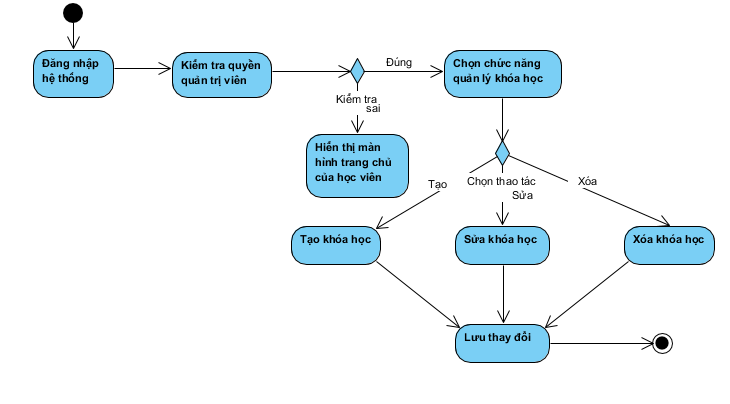 Đăng nhập
hệ thống
Kiểm tra quyền
quản trị viên
Đúng
Chọn chức năng
quản lý khóa học
Kiểm tra
sai
Hiển thị màn
hình trang chủ
của học viên
Tạo
Chọn thao tác
Sửa
Xóa
Tạo khóa học
Sửa khóa học
Xóa khóa học
Lưu thay đổi